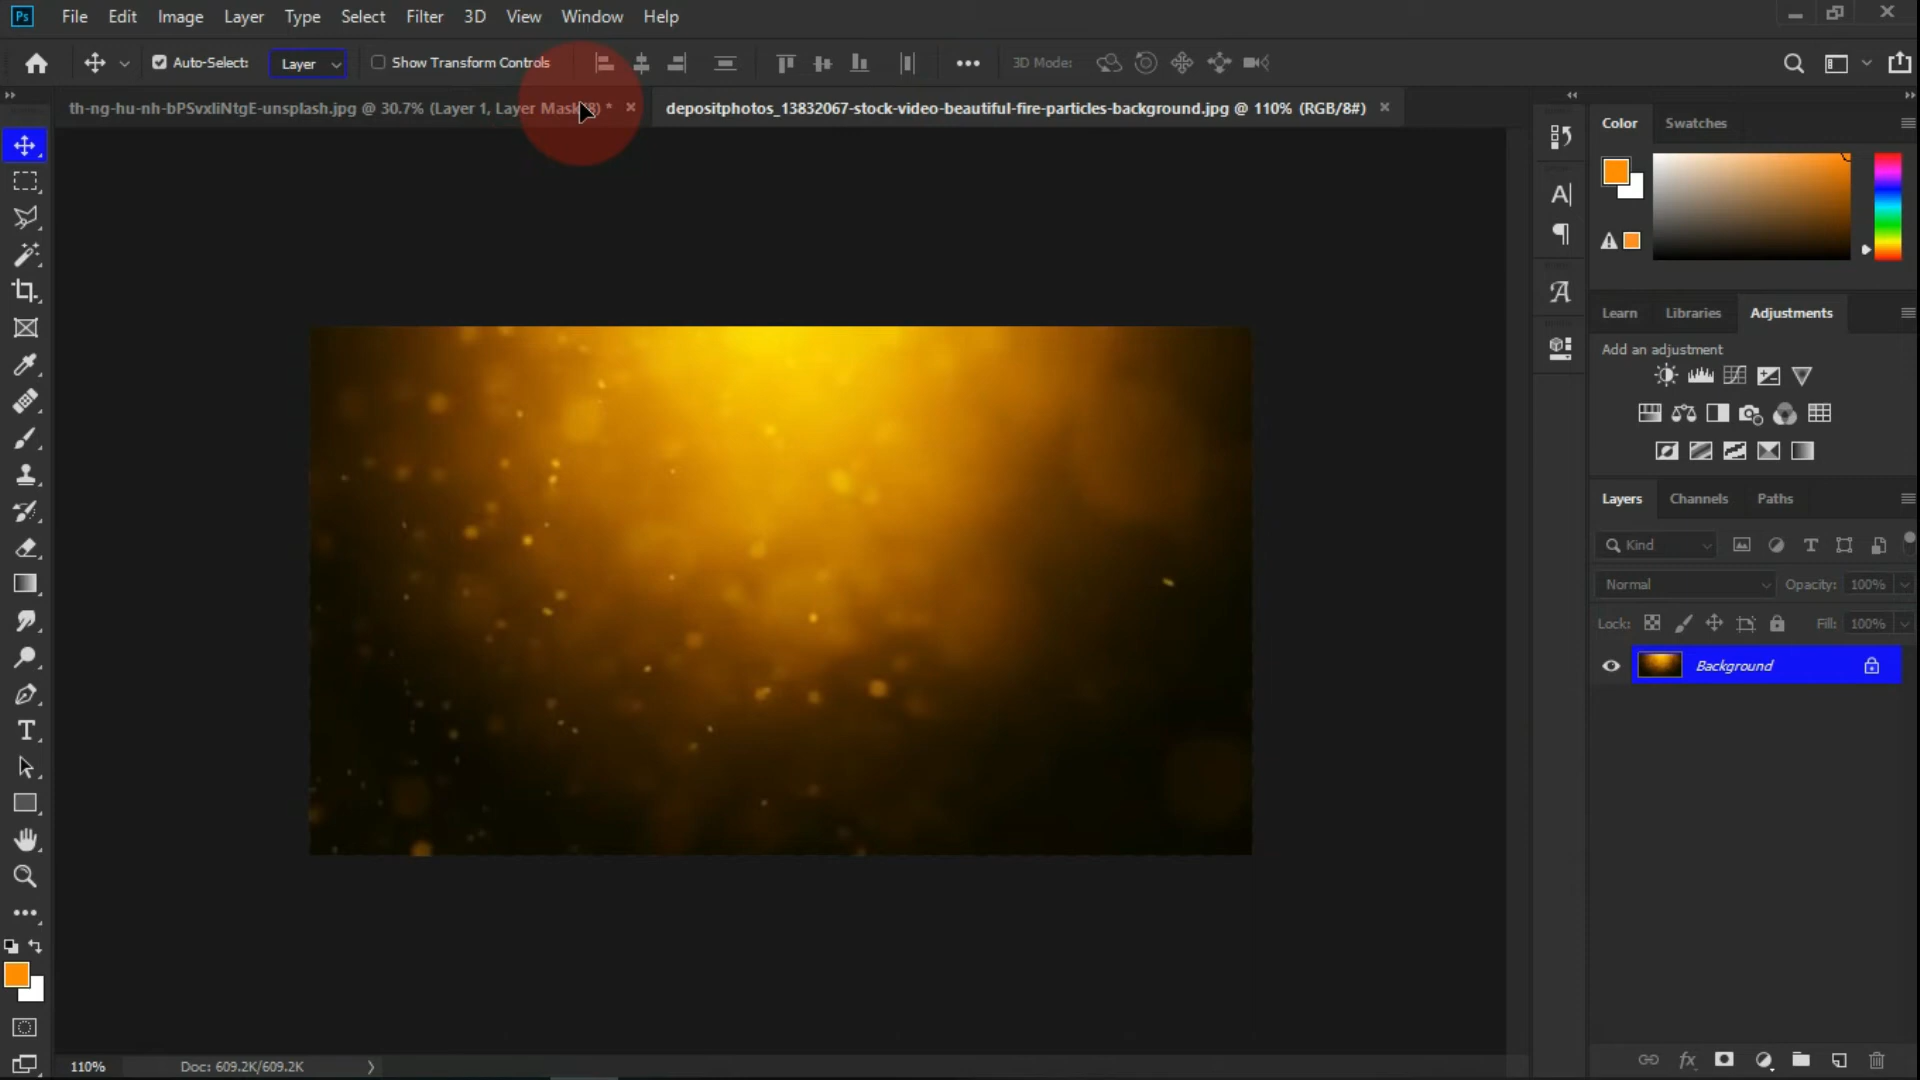 Ps File Edit Image Layer Type Select Filter 3D View Window Help
Auto-Select: Layer Show Transform Controls 3D Mode:
th-ng-hu-nh-bPSvxliNtgE-unsplash.jpg @ 30.7% (Layer 1, Layer Mask/8) * ×
depositphotos_13832067-stock-video-beautiful-fire-particles-background.jpg @ 110% (RGB/8#) ×
Color Swatches
Learn Libraries Adjustments
Add an adjustment
Layers Channels Paths
Kind
Normal Opacity: 100%
Lock: Fill: 100%
Background
110% Doc: 609.2K/609.2K